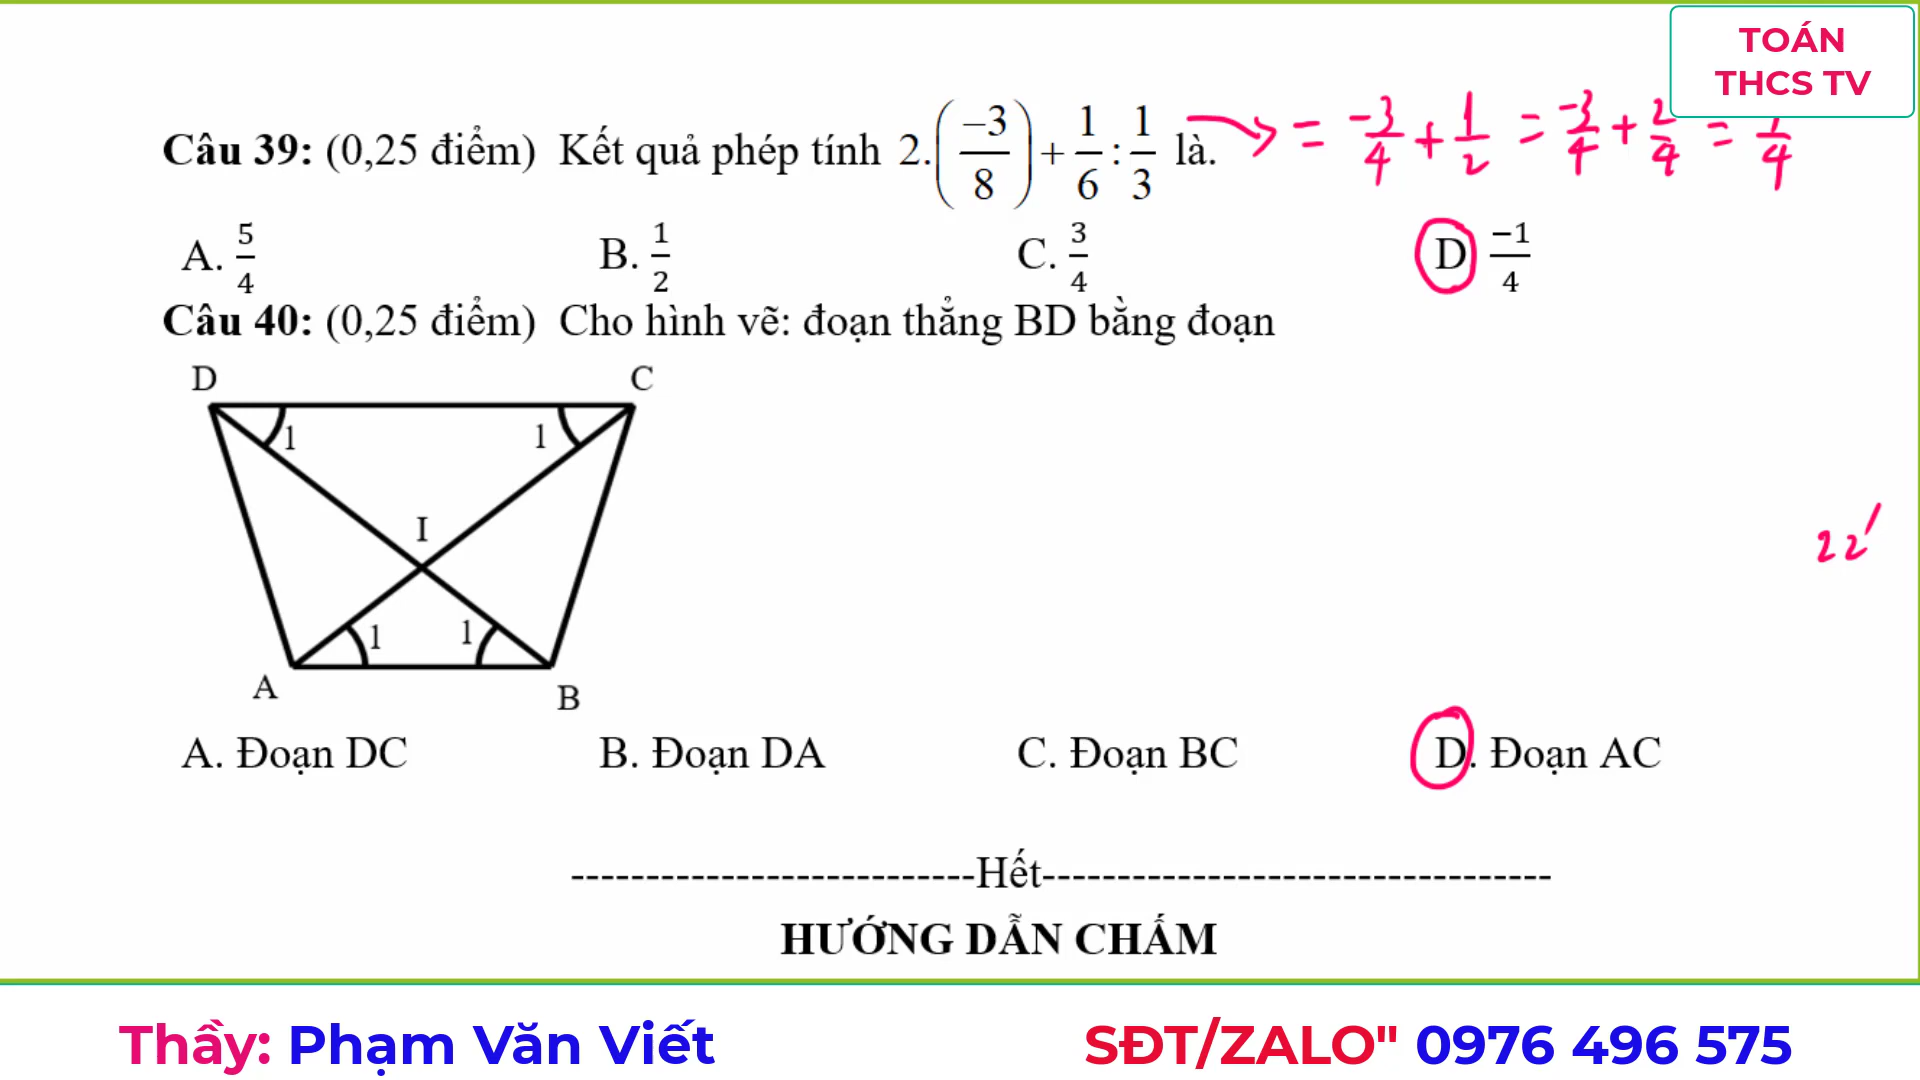 TOÁN
THCS TV
Câu 39: (0,25 điểm) Kết quả phép tính 2.(−3/8) + 1/6 : 1/3 là. = -3/4 + 1/2 = -3/4 + 2/4 = 1/4
A. 5/4 B. 1/2 C. 3/4 D −1/4
Câu 40: (0,25 điểm) Cho hình vẽ: đoạn thẳng BD bằng đoạn
D C
1 1
I
22'
1 1
A B
A. Đoạn DC B. Đoạn DA C. Đoạn BC D. Đoạn AC
---------------------------Hết----------------------------------
HƯỚNG DẪN CHẤM
Thầy: Phạm Văn Viết SĐT/ZALO" 0976 496 575